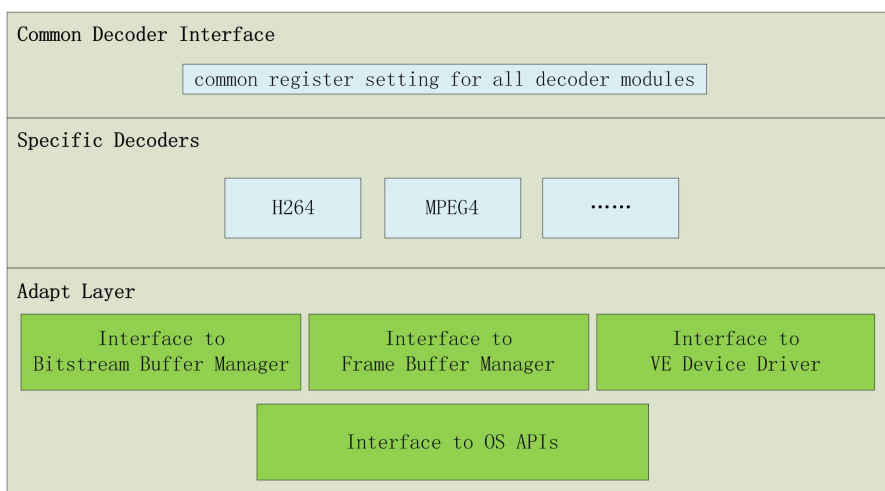 Common Decoder Interface
common register setting for all decoder modules
Specific Decoders
H264
MPEG4
······
Adapt Layer
Interface to
Bitstream Buffer Manager
Interface to
Frame Buffer Manager
Interface to
VE Device Driver
Interface to OS APIs